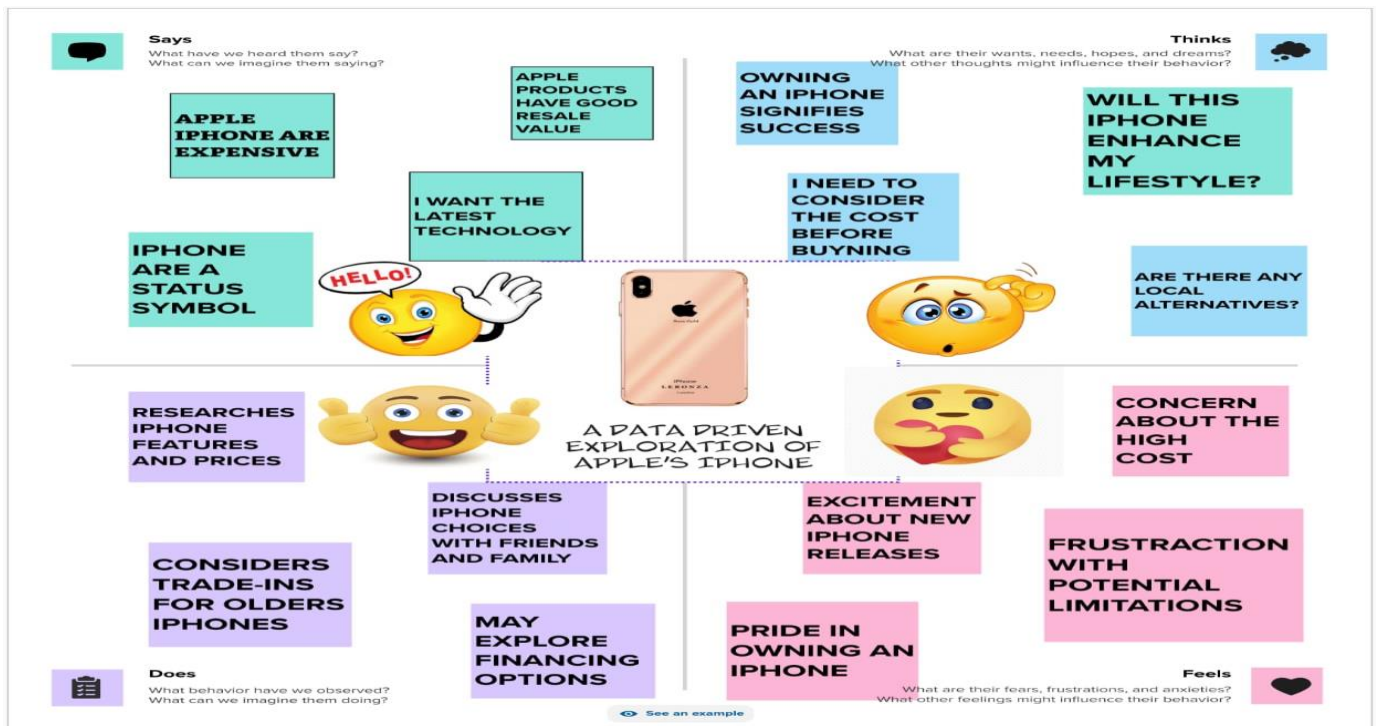 Says
What have we heard them say?
What can we imagine them saying?
APPLE
IPHONE ARE
EXPENSIVE
APPLE
PRODUCTS
HAVE GOOD
RESALE
VALUE
I WANT THE
LATEST
TECHNOLOGY
IPHONE
ARE A
STATUS
SYMBOL
HELLO!
Thinks
What are their wants, needs, hopes, and dreams?
What other thoughts might influence their behavior?
OWNING
AN IPHONE
SIGNIFIES
SUCCESS
WILL THIS
IPHONE
ENHANCE
MY
LIFESTYLE?
I NEED TO
CONSIDER
THE COST
BEFORE
BUYNING
ARE THERE ANY
LOCAL
ALTERNATIVES?
iPhone
LERONZA
A DATA DRIVEN
EXPLORATION OF
APPLE'S IPHONE
RESEARCHES
IPHONE
FEATURES
AND PRICES
DISCUSSES
IPHONE
CHOICES
WITH FRIENDS
AND FAMILY
CONSIDERS
TRADE-INS
FOR OLDERS
IPHONES
MAY
EXPLORE
FINANCING
OPTIONS
Does
What behavior have we observed?
What can we imagine them doing?
CONCERN
ABOUT THE
HIGH
COST
EXCITEMENT
ABOUT NEW
IPHONE
RELEASES
FRUSTRACTION
WITH
POTENTIAL
LIMITATIONS
PRIDE IN
OWNING AN
IPHONE
Feels
What are their fears, frustrations, and anxieties?
What other feelings might influence their behavior?
See an example